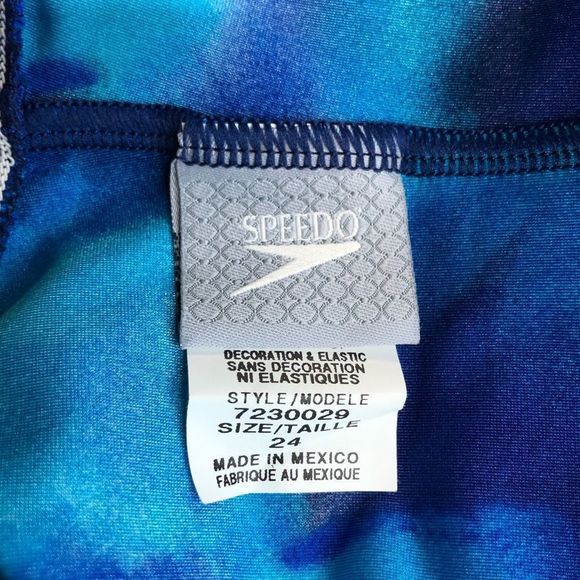 SPEEDO
DECORATION & ELASTIC
SANS DECORATION
NI ELASTIQUES
STYLE/MODELE
7230029
SIZE/TAILLE
24
MADE IN MEXICO
FABRIQUE AU MEXIQUE